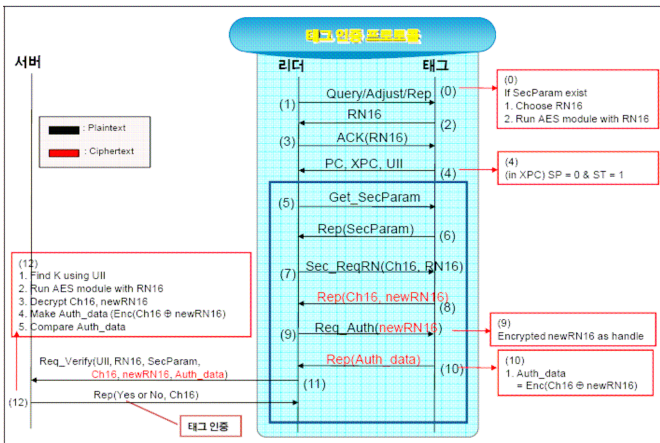 태그 인증 프로토콜
서버
리더
태그
: Plaintext
: Ciphertext
(0)
If SecParam exist
1. Choose RN16
2. Run AES module with RN16
(1)
Query/Adjust/Rep
(0)
RN16
(2)
(3)
ACK(RN16)
PC, XPC, UII
(4)
(4)
(in XPC) SP = 0 & ST = 1
(5)
Get_SecParam
Rep(SecParam)
(6)
(7)
Sec_ReqRN(Ch16, RN16)
Rep(Ch16, newRN16)
(8)
(9)
Req_Auth(newRN16)
(9)
Encrypted newRN16 as handle
Rep(Auth_data)
(10)
(10)
1. Auth_data
= Enc(Ch16 ⊕ newRN16)
(12)
1. Find K using UII
2. Run AES module with RN16
3. Decrypt Ch16, newRN16
4. Make Auth_data (Enc(Ch16 ⊕ newRN16)
5. Compare Auth_data
Req_Verify(UII, RN16, SecParam,
Ch16, newRN16, Auth_data)
(11)
(12)
Rep(Yes or No, Ch16)
태그 인증